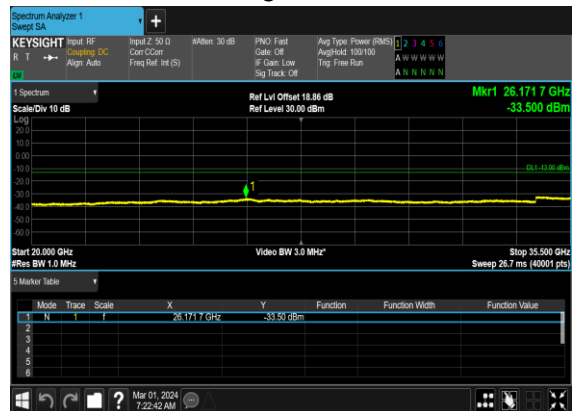 Spectrum Analyzer 1
Swept SA
+
KEYSIGHT Input: RF Input Z: 50 Ω #Atten: 30 dB PNO: Fast Avg Type: Power (RMS) 1 2 3 4 5 6
R T Coupling: DC Corr CCorr Gate: Off Avg|Hold: 100/100 A W W W W W
Align: Auto Freq Ref: Int (S) IF Gain: Low Trig: Free Run
Sig Track: Off A N N N N N
1 Spectrum
Ref Lvl Offset 18.86 dB Mkr1 26.171 7 GHz
Scale/Div 10 dB Ref Level 30.00 dBm -33.500 dBm
Log
20.0
10.0
0.00
-10.0
DL1 -13.00 dBm
-20.0
1
-30.0
-40.0
-50.0
-60.0
Start 20.000 GHz Video BW 3.0 MHz* Stop 35.500 GHz
#Res BW 1.0 MHz Sweep 26.7 ms (40001 pts)
5 Marker Table
Mode Trace Scale X Y Function Function Width Function Value
1 N 1 f 26.171 7 GHz -33.50 dBm
2
3
4
5
6
? Mar 01, 2024
7:22:42 AM